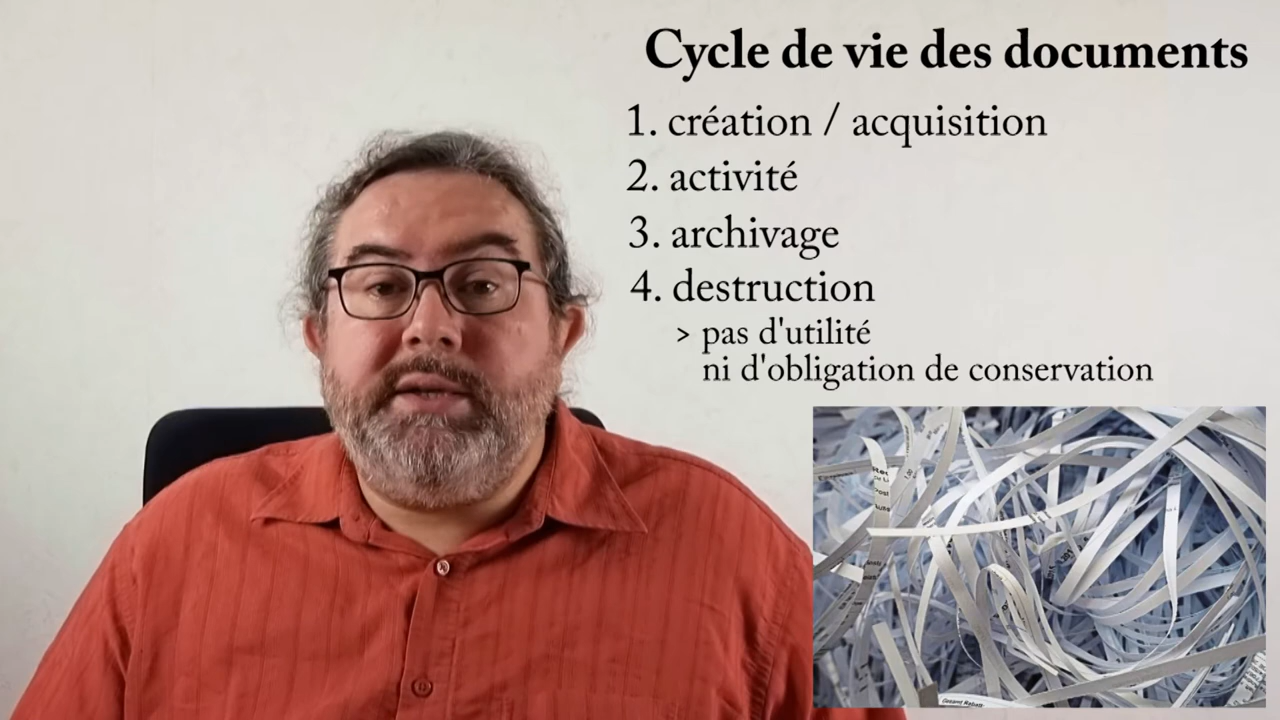 Cycle de vie des documents
1. création / acquisition
2. activité
3. archivage
4. destruction
> pas d'utilité
ni d'obligation de conservation